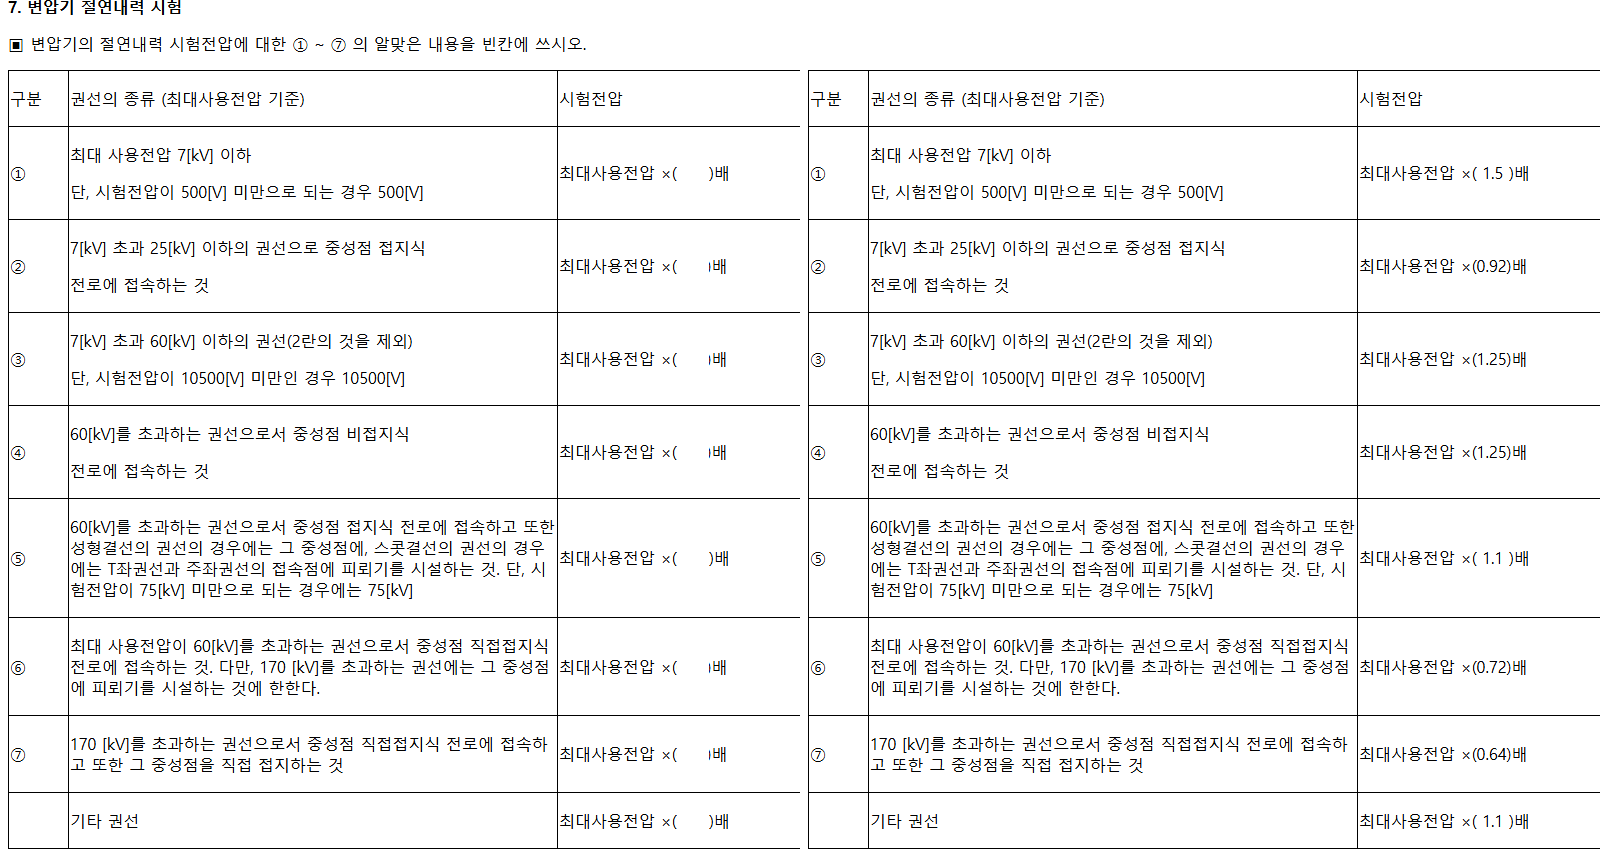 7. 변압기 절연내력 시험
▣ 변압기의 절연내력 시험전압에 대한 ① ~ ⑦ 의 알맞은 내용을 빈칸에 쓰시오.
구분 권선의 종류 (최대사용전압 기준) 시험전압
① 최대 사용전압 7[kV] 이하
단, 시험전압이 500[V] 미만으로 되는 경우 500[V]
최대사용전압 ×( )배
② 7[kV] 초과 25[kV] 이하의 권선으로 중성점 접지식
전로에 접속하는 것
최대사용전압 ×( )배
③ 7[kV] 초과 60[kV] 이하의 권선(2란의 것을 제외)
단, 시험전압이 10500[V] 미만인 경우 10500[V]
최대사용전압 ×( )배
④ 60[kV]를 초과하는 권선으로서 중성점 비접지식
전로에 접속하는 것
최대사용전압 ×( )배
⑤ 60[kV]를 초과하는 권선으로서 중성점 접지식 전로에 접속하고 또한
성형결선의 권선의 경우에는 그 중성점에, 스콧결선의 권선의 경우
에는 T좌권선과 주좌권선의 접속점에 피뢰기를 시설하는 것. 단, 시
험전압이 75[kV] 미만으로 되는 경우에는 75[kV]
최대사용전압 ×( )배
⑥ 최대 사용전압이 60[kV]를 초과하는 권선으로서 중성점 직접접지식
전로에 접속하는 것. 다만, 170 [kV]를 초과하는 권선에는 그 중성점
에 피뢰기를 시설하는 것에 한한다.
최대사용전압 ×( )배
⑦ 170 [kV]를 초과하는 권선으로서 중성점 직접접지식 전로에 접속하
고 또한 그 중성점을 직접 접지하는 것
최대사용전압 ×( )배
기타 권선 최대사용전압 ×( )배
구분 권선의 종류 (최대사용전압 기준) 시험전압
① 최대 사용전압 7[kV] 이하
단, 시험전압이 500[V] 미만으로 되는 경우 500[V]
최대사용전압 ×( 1.5 )배
② 7[kV] 초과 25[kV] 이하의 권선으로 중성점 접지식
전로에 접속하는 것
최대사용전압 ×(0.92)배
③ 7[kV] 초과 60[kV] 이하의 권선(2란의 것을 제외)
단, 시험전압이 10500[V] 미만인 경우 10500[V]
최대사용전압 ×(1.25)배
④ 60[kV]를 초과하는 권선으로서 중성점 비접지식
전로에 접속하는 것
최대사용전압 ×(1.25)배
⑤ 60[kV]를 초과하는 권선으로서 중성점 접지식 전로에 접속하고 또한
성형결선의 권선의 경우에는 그 중성점에, 스콧결선의 권선의 경우
에는 T좌권선과 주좌권선의 접속점에 피뢰기를 시설하는 것. 단, 시
험전압이 75[kV] 미만으로 되는 경우에는 75[kV]
최대사용전압 ×( 1.1 )배
⑥ 최대 사용전압이 60[kV]를 초과하는 권선으로서 중성점 직접접지식
전로에 접속하는 것. 다만, 170 [kV]를 초과하는 권선에는 그 중성점
에 피뢰기를 시설하는 것에 한한다.
최대사용전압 ×(0.72)배
⑦ 170 [kV]를 초과하는 권선으로서 중성점 직접접지식 전로에 접속하
고 또한 그 중성점을 직접 접지하는 것
최대사용전압 ×(0.64)배
기타 권선 최대사용전압 ×( 1.1 )배